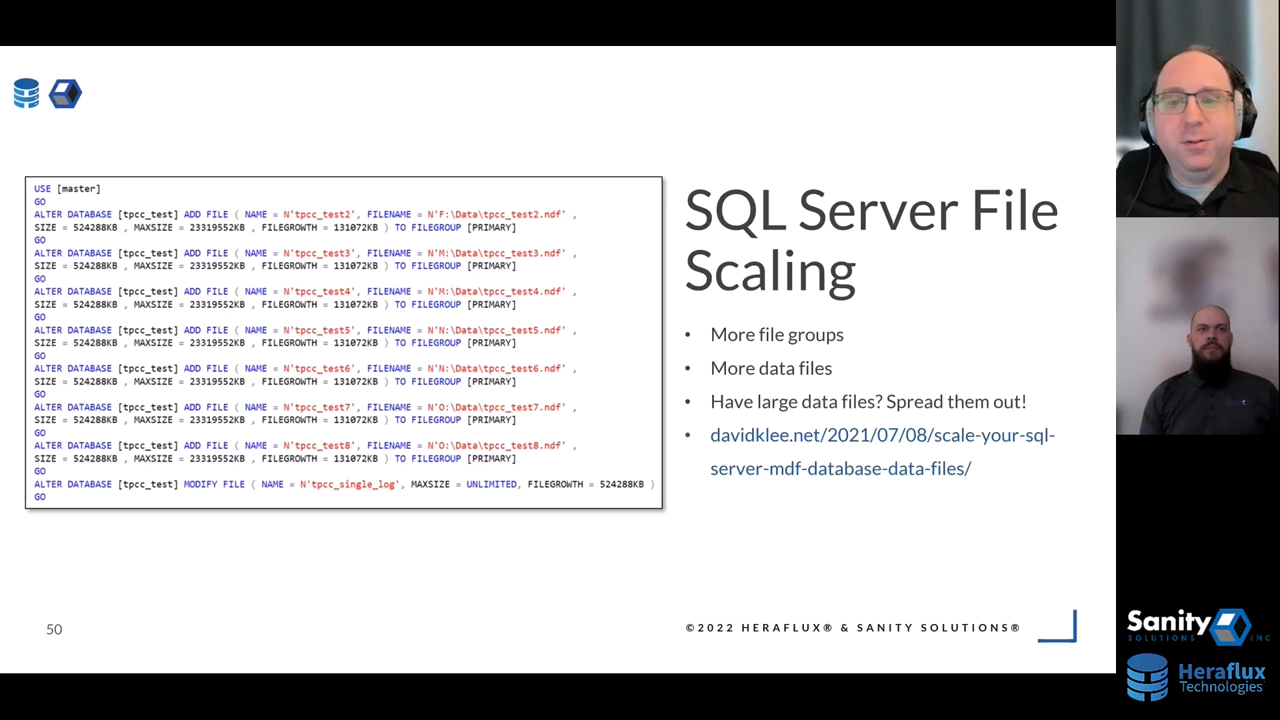 USE [master]
GO
ALTER DATABASE [tpcc_test] ADD FILE ( NAME = N'tpcc_test2', FILENAME = N'F:\Data\tpcc_test2.ndf' ,
SIZE = 524288KB , MAXSIZE = 23319552KB , FILEGROWTH = 131072KB ) TO FILEGROUP [PRIMARY]
GO
ALTER DATABASE [tpcc_test] ADD FILE ( NAME = N'tpcc_test3', FILENAME = N'M:\Data\tpcc_test3.ndf' ,
SIZE = 524288KB , MAXSIZE = 23319552KB , FILEGROWTH = 131072KB ) TO FILEGROUP [PRIMARY]
GO
ALTER DATABASE [tpcc_test] ADD FILE ( NAME = N'tpcc_test4', FILENAME = N'M:\Data\tpcc_test4.ndf' ,
SIZE = 524288KB , MAXSIZE = 23319552KB , FILEGROWTH = 131072KB ) TO FILEGROUP [PRIMARY]
GO
ALTER DATABASE [tpcc_test] ADD FILE ( NAME = N'tpcc_test5', FILENAME = N'N:\Data\tpcc_test5.ndf' ,
SIZE = 524288KB , MAXSIZE = 23319552KB , FILEGROWTH = 131072KB ) TO FILEGROUP [PRIMARY]
GO
ALTER DATABASE [tpcc_test] ADD FILE ( NAME = N'tpcc_test6', FILENAME = N'N:\Data\tpcc_test6.ndf' ,
SIZE = 524288KB , MAXSIZE = 23319552KB , FILEGROWTH = 131072KB ) TO FILEGROUP [PRIMARY]
GO
ALTER DATABASE [tpcc_test] ADD FILE ( NAME = N'tpcc_test7', FILENAME = N'O:\Data\tpcc_test7.ndf' ,
SIZE = 524288KB , MAXSIZE = 23319552KB , FILEGROWTH = 131072KB ) TO FILEGROUP [PRIMARY]
GO
ALTER DATABASE [tpcc_test] ADD FILE ( NAME = N'tpcc_test8', FILENAME = N'O:\Data\tpcc_test8.ndf' ,
SIZE = 524288KB , MAXSIZE = 23319552KB , FILEGROWTH = 131072KB ) TO FILEGROUP [PRIMARY]
GO
ALTER DATABASE [tpcc_test] MODIFY FILE ( NAME = N'tpcc_single_log', MAXSIZE = UNLIMITED, FILEGROWTH = 524288KB )
GO
SQL Server File
Scaling
• More file groups
• More data files
• Have large data files? Spread them out!
• davidklee.net/2021/07/08/scale-your-sql-
server-mdf-database-data-files/
50
©2022 HERAFLUX® & SANITY SOLUTIONS®
Sanity
SOLUTIONS INC
Heraflux
Technologies